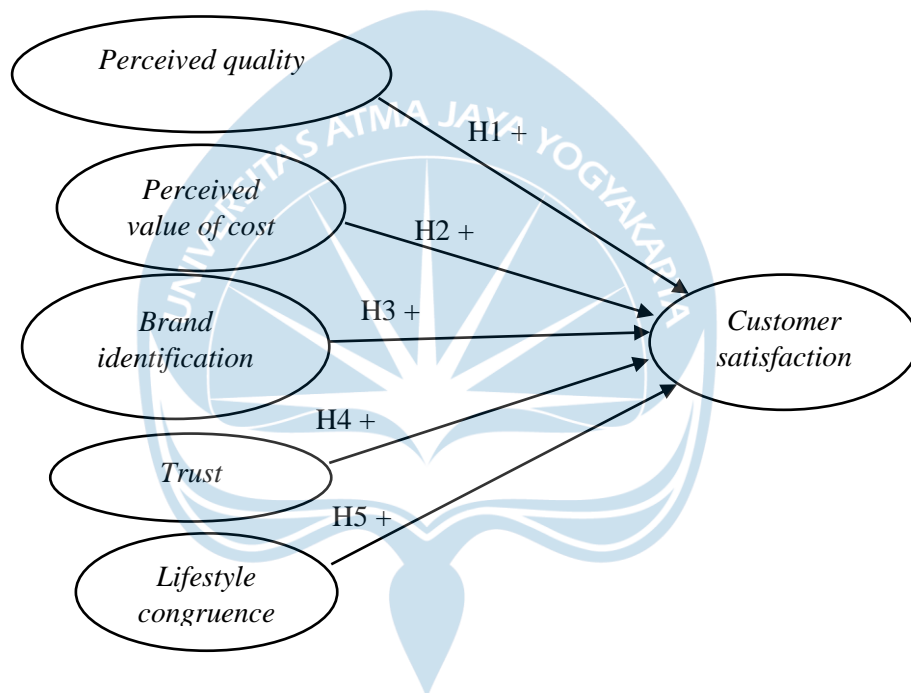 Perceived quality
UNIVERSITAS ATMA JAYA YOGYAKARYA
H1 +
Perceived
value of cost
H2 +
Brand
identification
H3 +
Customer
satisfaction
H4 +
Trust
H5 +
Lifestyle
congruence